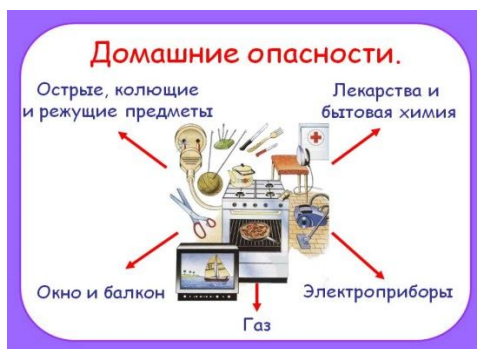 Домашние опасности.
Острые, колющие
и режущие предметы
Лекарства и
бытовая химия
Окно и балкон
Электроприборы
Газ